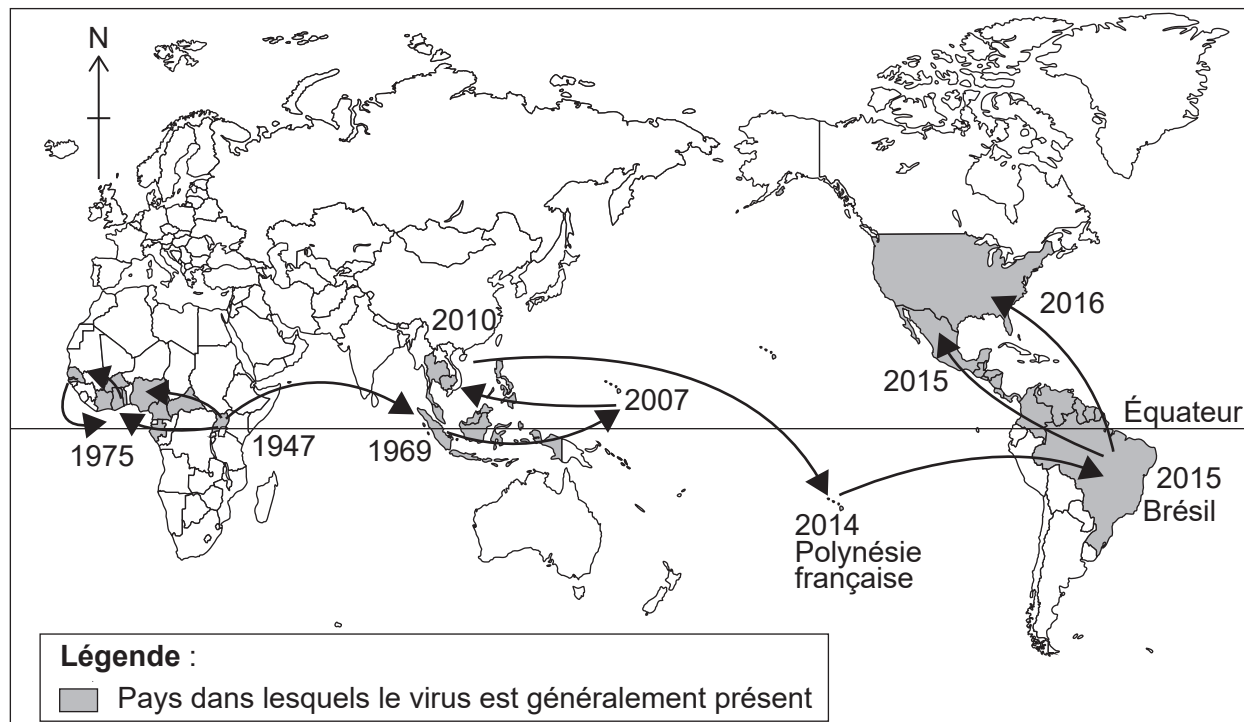 N
2010
2016
2015
2007
Équateur
1975
1947
1969
2015
Brésil
2014
Polynésie
française
Légende :
Pays dans lesquels le virus est généralement présent